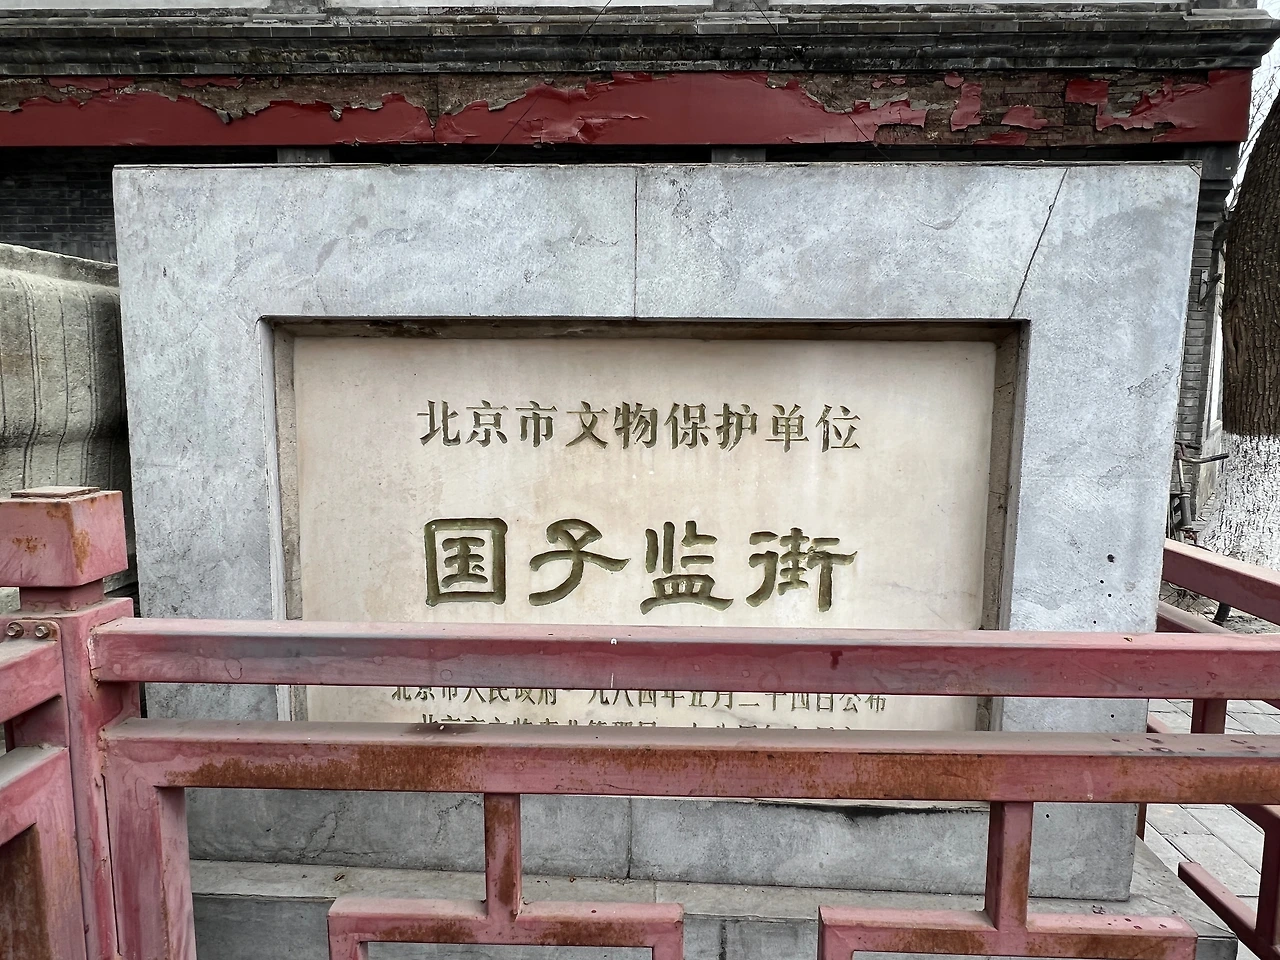 北京市文物保护单位
国子监街
北京市人民政府一九八四年五月二十四日公布